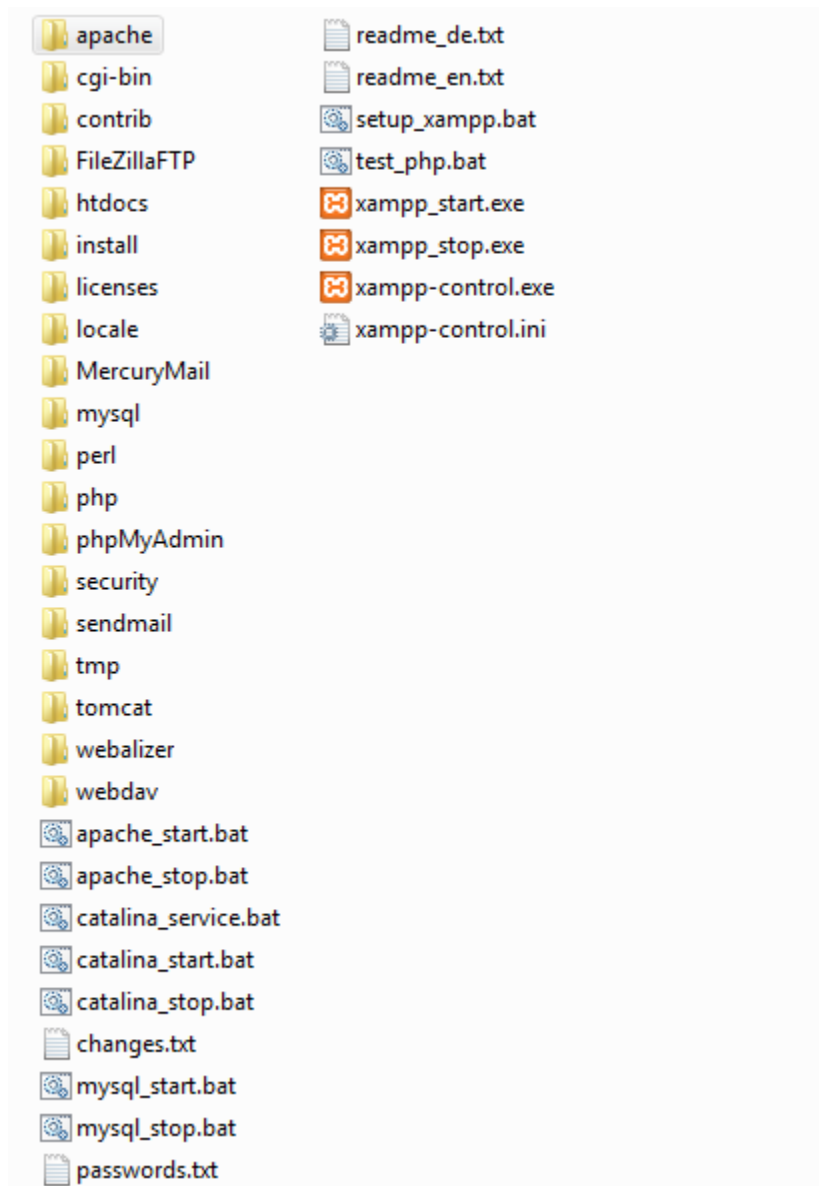 apache
cgi-bin
contrib
FileZillaFTP
htdocs
install
licenses
locale
MercuryMail
mysql
perl
php
phpMyAdmin
security
sendmail
tmp
tomcat
webalizer
webdav
apache_start.bat
apache_stop.bat
catalina_service.bat
catalina_start.bat
catalina_stop.bat
changes.txt
mysql_start.bat
mysql_stop.bat
passwords.txt
readme_de.txt
readme_en.txt
setup_xampp.bat
test_php.bat
xampp_start.exe
xampp_stop.exe
xampp-control.exe
xampp-control.ini